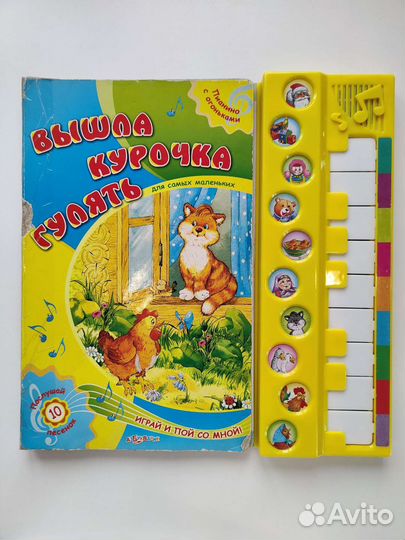 Пианино
с огоньками
ВЫШЛА
КУРОЧКА
ГУЛЯТЬ
для самых маленьких
Послушай
10
песенок
ИГРАЙ И ПОЙ СО МНОЙ!
Avito